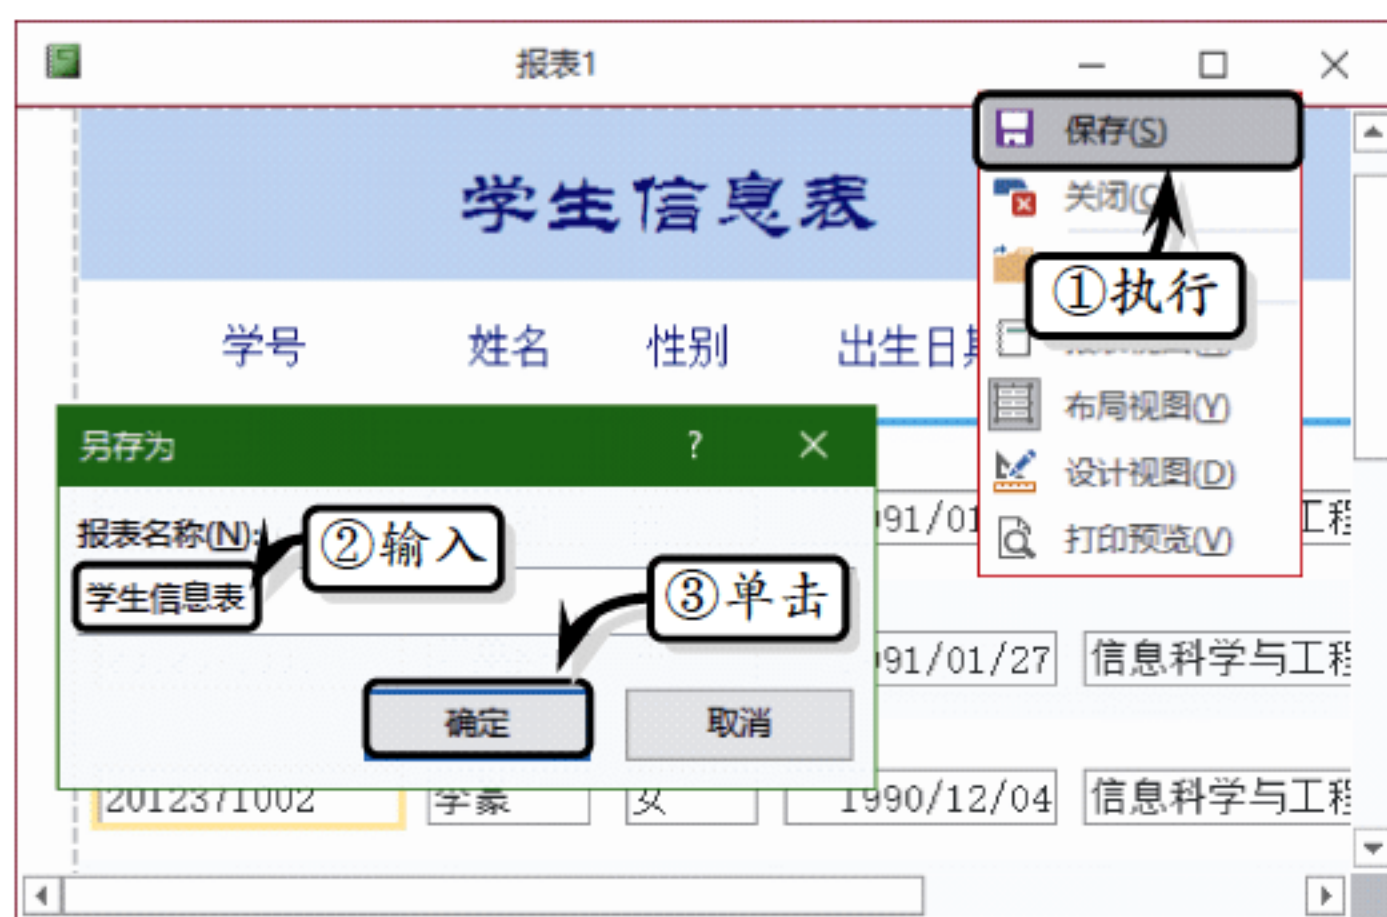 报表1
保存(S)
学生信息表
关闭(C
①执行
学号 姓名 性别 出生日期
布局视图(Y)
另存为 ?
设计视图(D)
报表名称(N):
②输入
91/01
工程
打印预览(V)
学生信息表
③单击
91/01/27 信息科学与工程
确定 取消
2012371002 李豪 女 1990/12/04 信息科学与工程